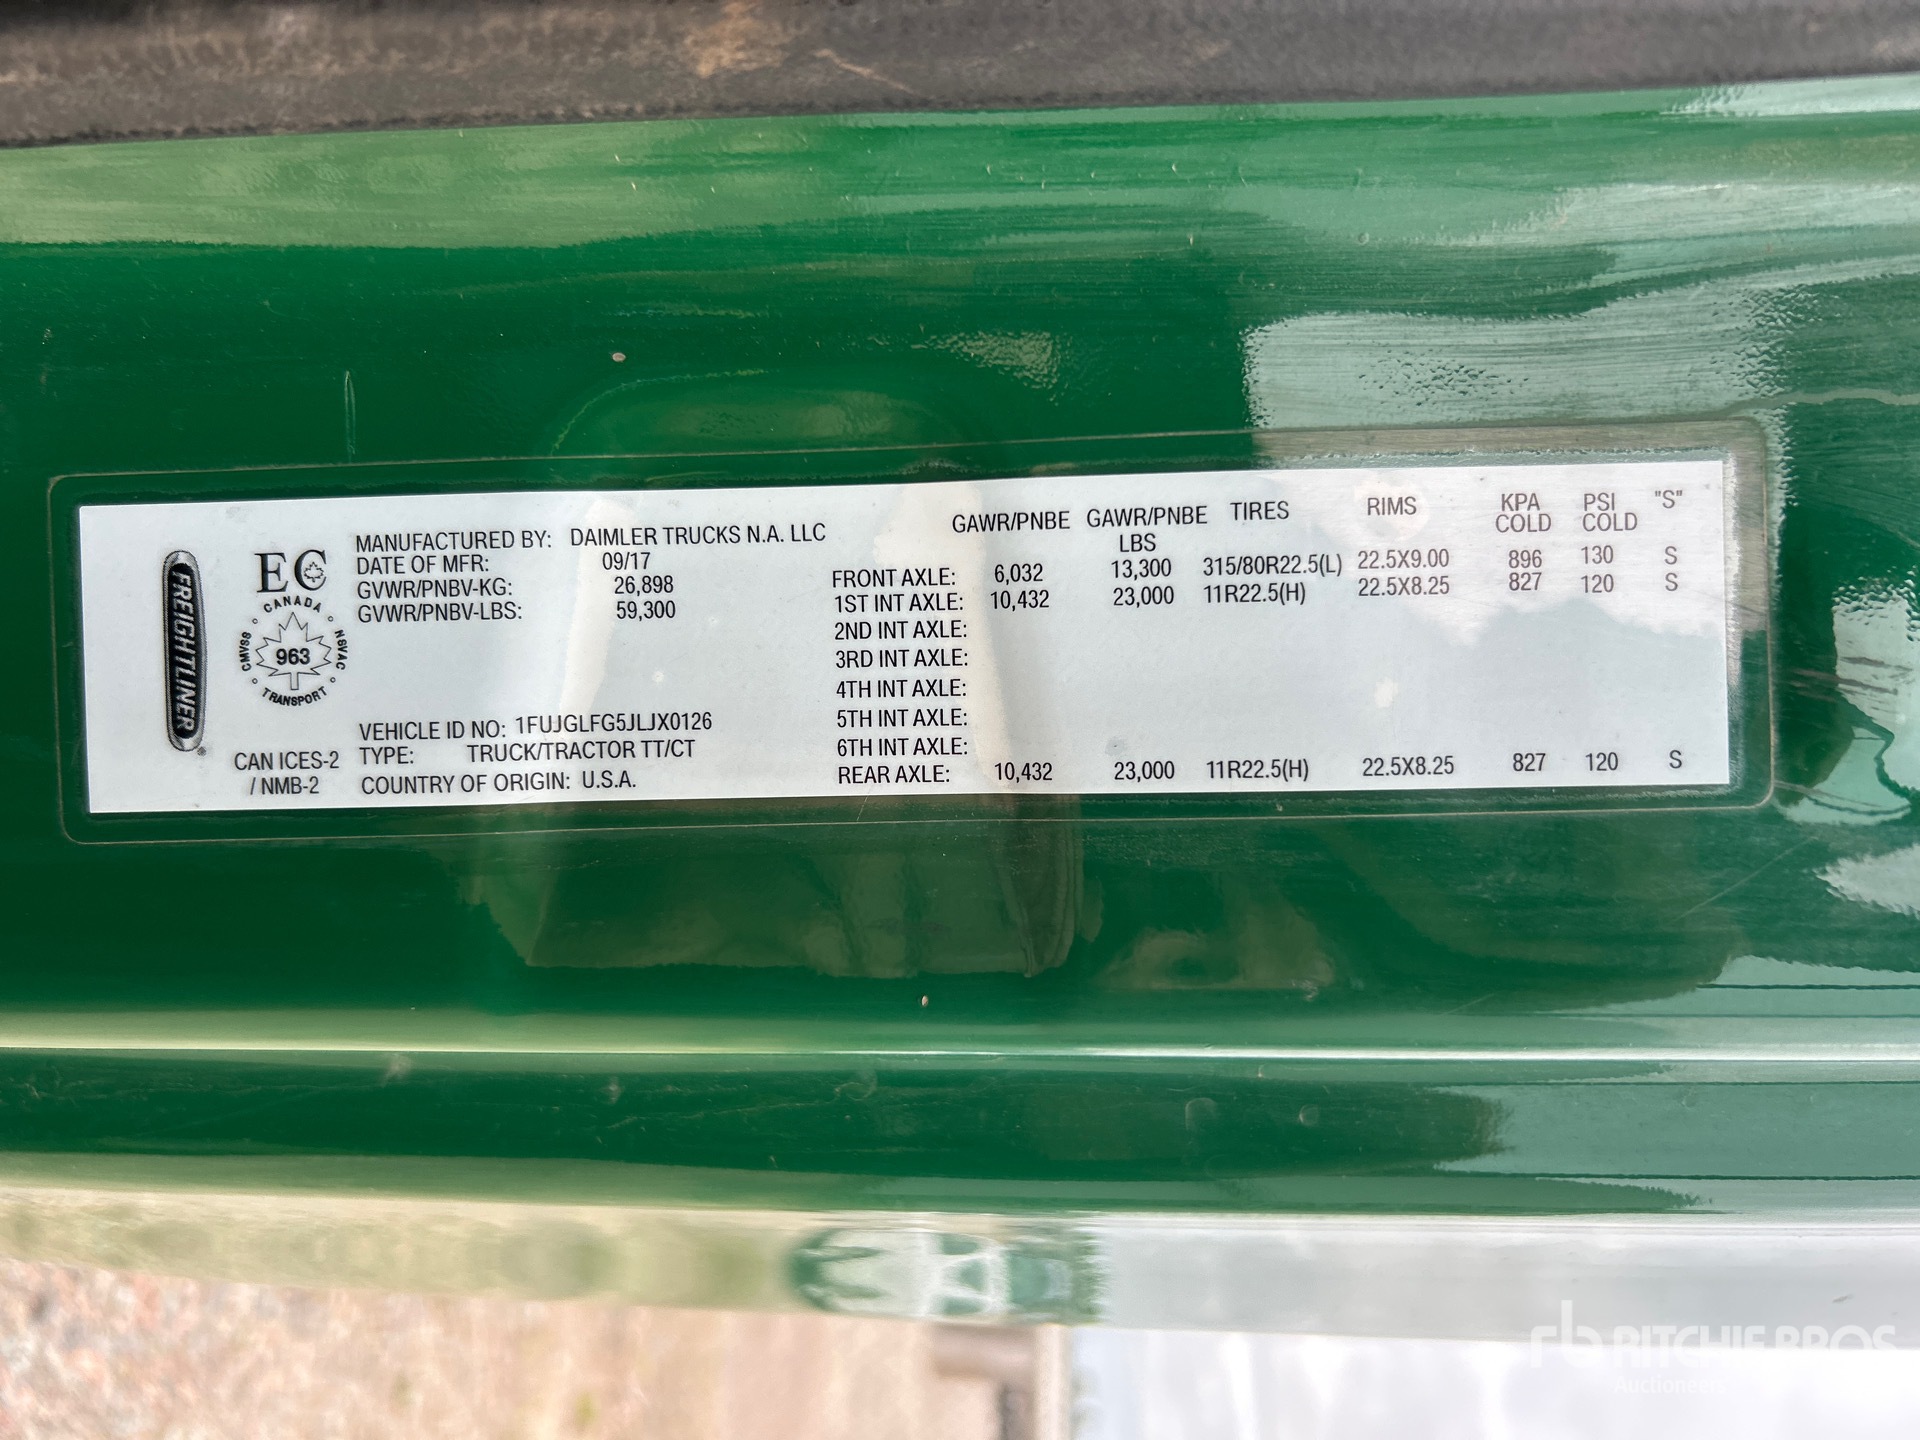 FREIGHTLINER
EC
CANADA
CMVSS
963
NSVAC
TRANSPORT
CAN ICES-2
/ NMB-2
MANUFACTURED BY: DAIMLER TRUCKS N.A. LLC
DATE OF MFR: 09/17
GVWR/PNBV-KG: 26,898
GVWR/PNBV-LBS: 59,300
VEHICLE ID NO: 1FUJGLFG5JLJX0126
TYPE: TRUCK/TRACTOR TT/CT
COUNTRY OF ORIGIN: U.S.A.
GAWR/PNBE GAWR/PNBE TIRES RIMS KPA PSI "S"
LBS COLD COLD
FRONT AXLE: 6,032 13,300 315/80R22.5(L) 22.5X9.00 896 130 S
1ST INT AXLE: 10,432 23,000 11R22.5(H) 22.5X8.25 827 120 S
2ND INT AXLE:
3RD INT AXLE:
4TH INT AXLE:
5TH INT AXLE:
6TH INT AXLE:
REAR AXLE: 10,432 23,000 11R22.5(H) 22.5X8.25 827 120 S
rb RITCHIE BROS
Auctioneers